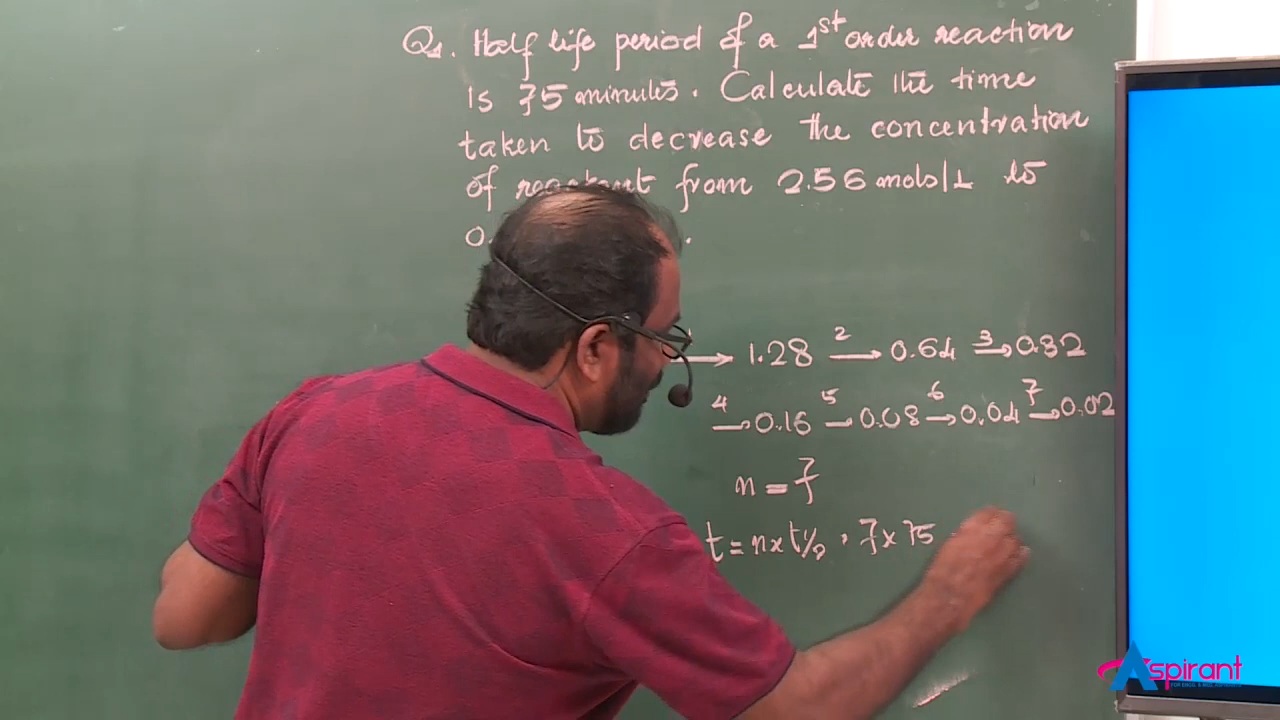 Q1. Half life period of a 1st order reaction
is 75 minutes. Calculate the time
taken to decrease the concentration
of reactant from 2.56 mols/L to
0.
→ 1.28 2→ 0.64 3→ 0.32
4→ 0.16 5→ 0.08 6→ 0.04 7→ 0.02
n = 7
t = n x t½ = 7 x 75
Aspirant